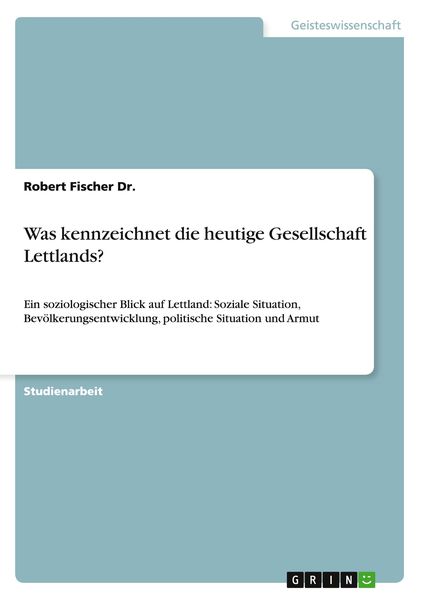 Geisteswissenschaft
Robert Fischer Dr.
Was kennzeichnet die heutige Gesellschaft
Lettlands?
Ein soziologischer Blick auf Lettland: Soziale Situation,
Bevölkerungsentwicklung, politische Situation und Armut
Studienarbeit
GRIN